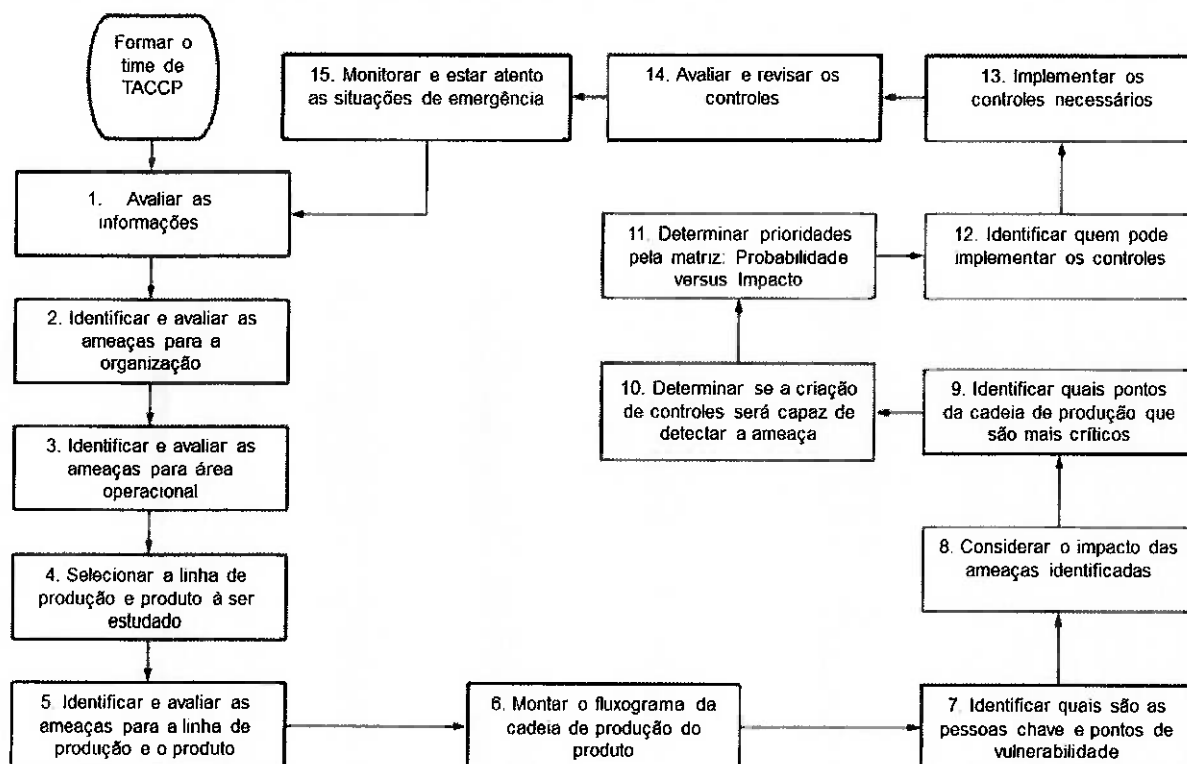 Formar o
time de
TACCP
1. Avaliar as
informações
2. Identificar e avaliar as
ameaças para a
organização
3. Identificar e avaliar as
ameaças para área
operacional
4. Selecionar a linha de
produção e produto à ser
estudado
5. Identificar e avaliar as
ameaças para a linha de
produção e o produto
6. Montar o fluxograma da
cadeia de produção do
produto
7. Identificar quais são as
pessoas chave e pontos de
vulnerabilidade
8. Considerar o impacto das
ameaças identificadas
9. Identificar quais pontos
da cadeia de produção que
são mais críticos
10. Determinar se a criação
de controles será capaz de
detectar a ameaça
11. Determinar prioridades
pela matriz: Probabilidade
versus Impacto
12. Identificar quem pode
implementar os controles
13. Implementar os
controles necessários
14. Avaliar e revisar os
controles
15. Monitorar e estar atento
as situações de emergência